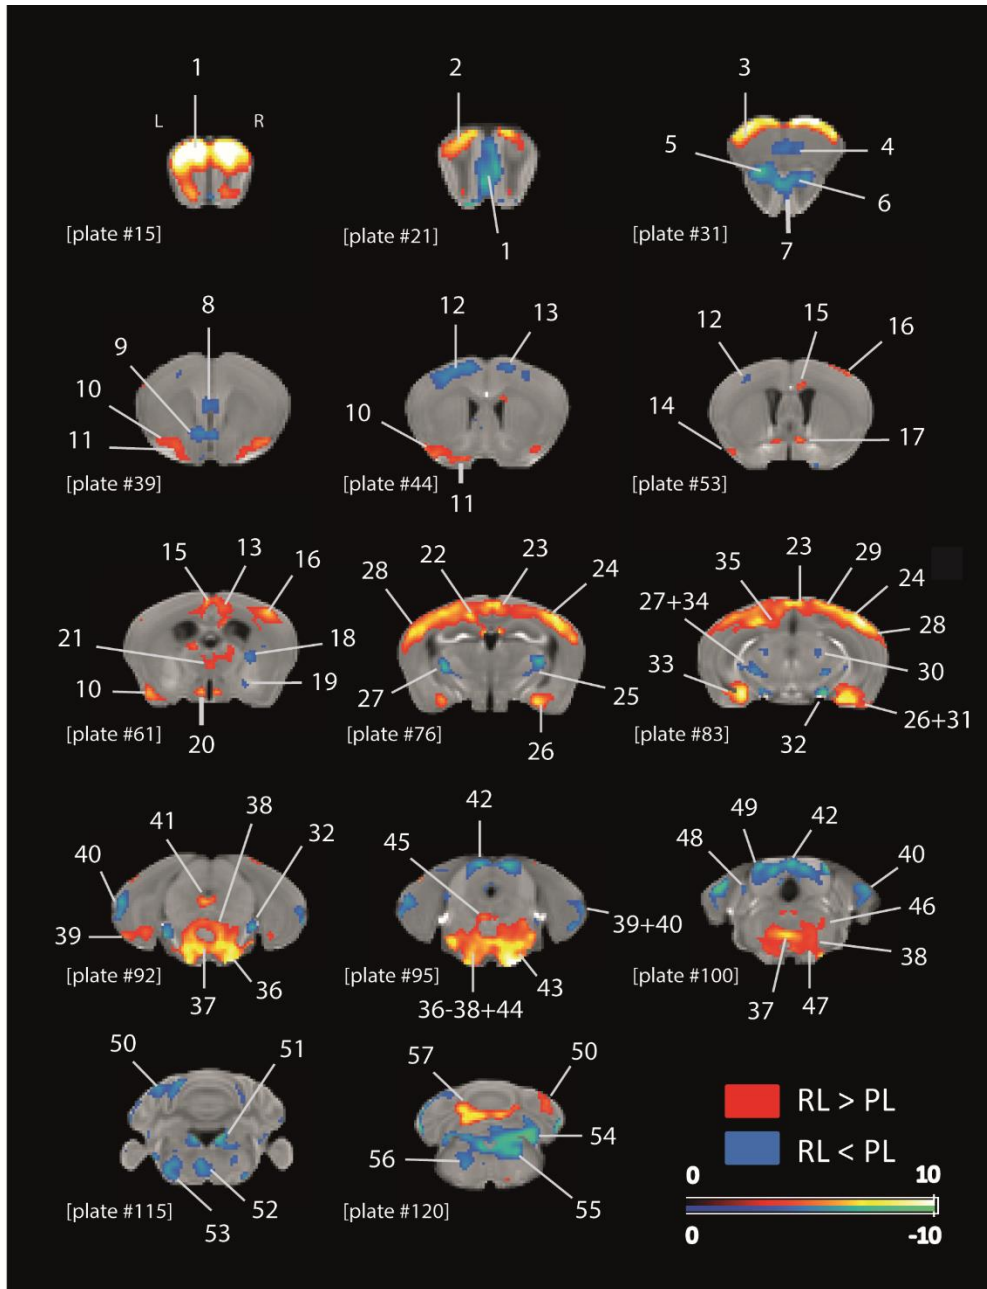 1 2 3
L R
5 4
6
[plate #15] [plate #21] [plate #31]
1 7
8 12 13
9 15 16
12
10 10 14
11 17
[plate #39] [plate #44] [plate #53]
11
15 13 16 22 23 35 23 29
28 24 24
27+34
21 18 28
33 30
10 19
27 25
[plate #61] 20 [plate #76] 26 [plate #83] 32 26+31
41 38 42 49 42
40 32 45 48 40
39 39+40 46
[plate #92] [plate #95] [plate #100] 38
37 36 36-38+44 43 37 47
50 51 57 50
RL > PL
54
RL < PL
56
0 10
[plate #115] 52 [plate #120] 55
53
0 -10